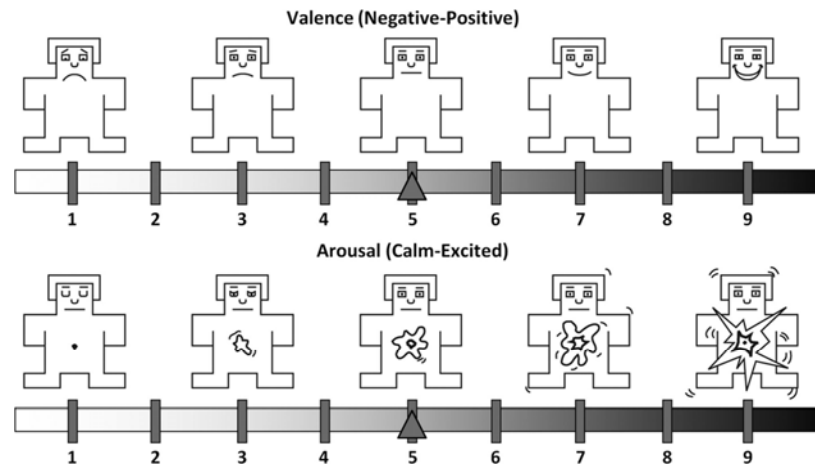 Valence (Negative-Positive)
1 2 3 4 5 6 7 8 9
Arousal (Calm-Excited)
1 2 3 4 5 6 7 8 9